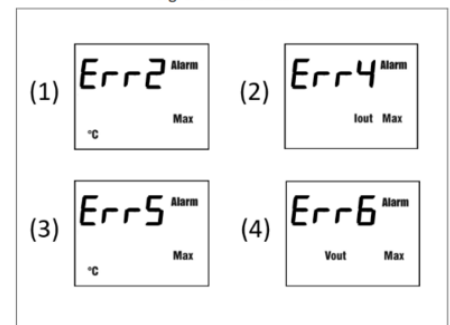 (1) Err2 Alarm
Max
°C
(2) Err4 Alarm
Iout Max
(3) Err5 Alarm
Max
°C
(4) Err6 Alarm
Vout Max